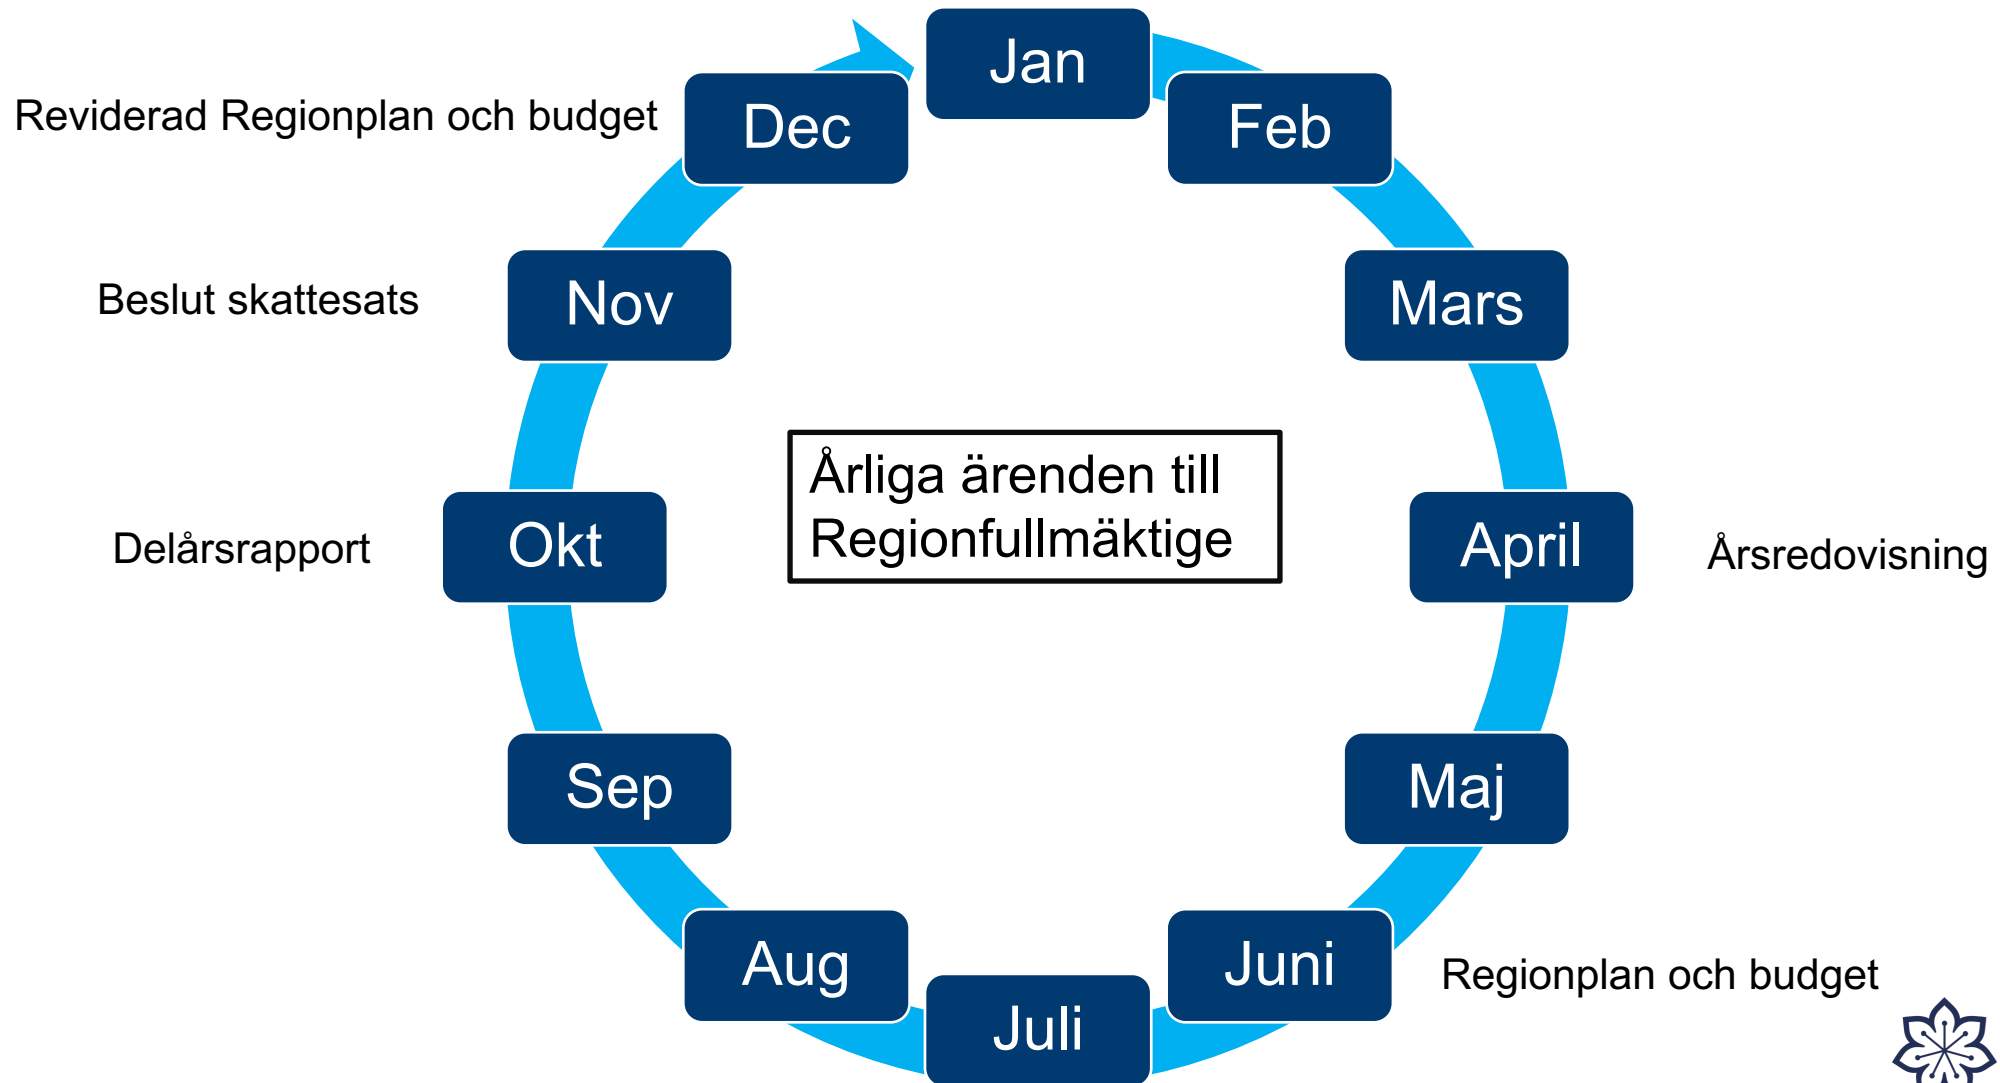 Jan
Feb
Mars
April
Årsredovisning
Maj
Juni
Regionplan och budget
Juli
Aug
Sep
Okt
Delårsrapport
Nov
Beslut skattesats
Dec
Reviderad Regionplan och budget
Årliga ärenden till
Regionfullmäktige